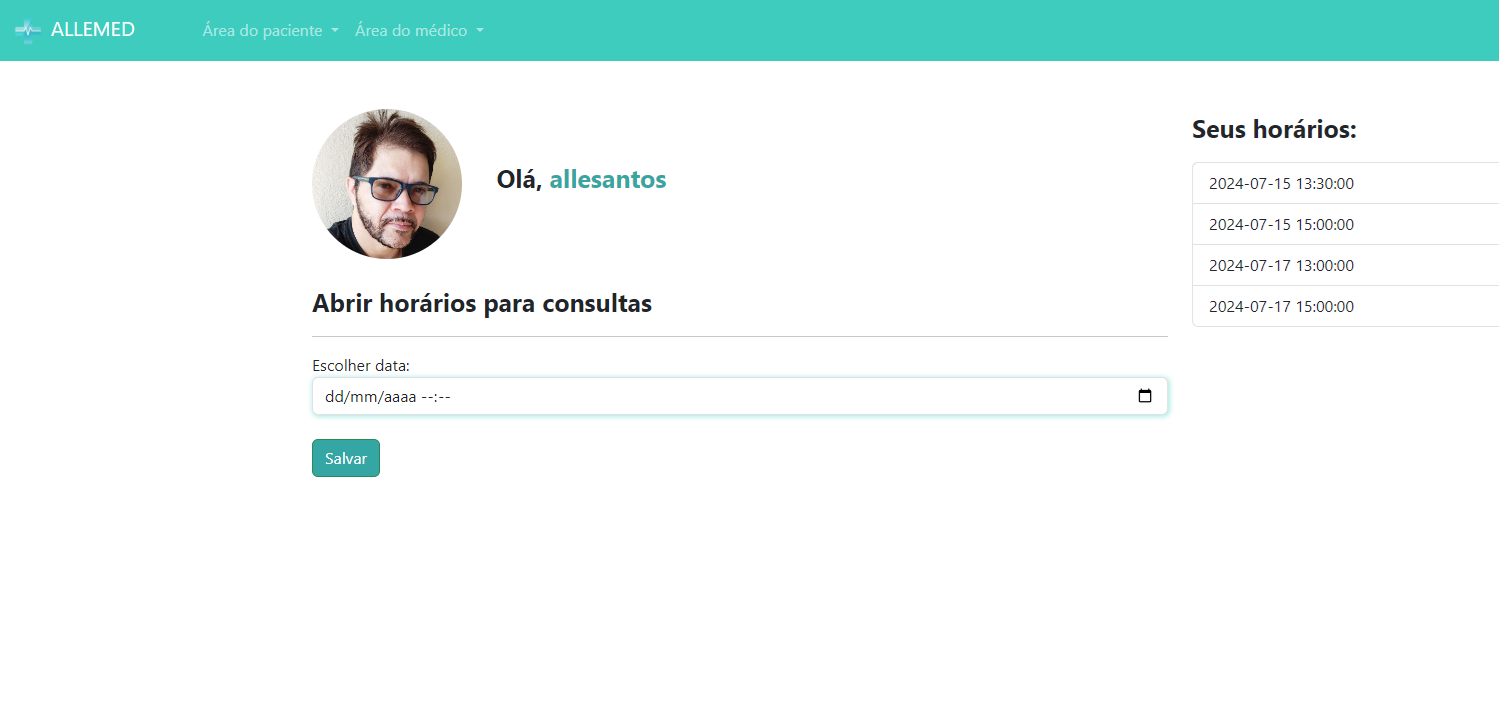 ALLEMED
Área do paciente
Área do médico
Olá, allesantos
Abrir horários para consultas
Escolher data:
dd/mm/aaaa --:--
Salvar
Seus horários:
2024-07-15 13:30:00
2024-07-15 15:00:00
2024-07-17 13:00:00
2024-07-17 15:00:00